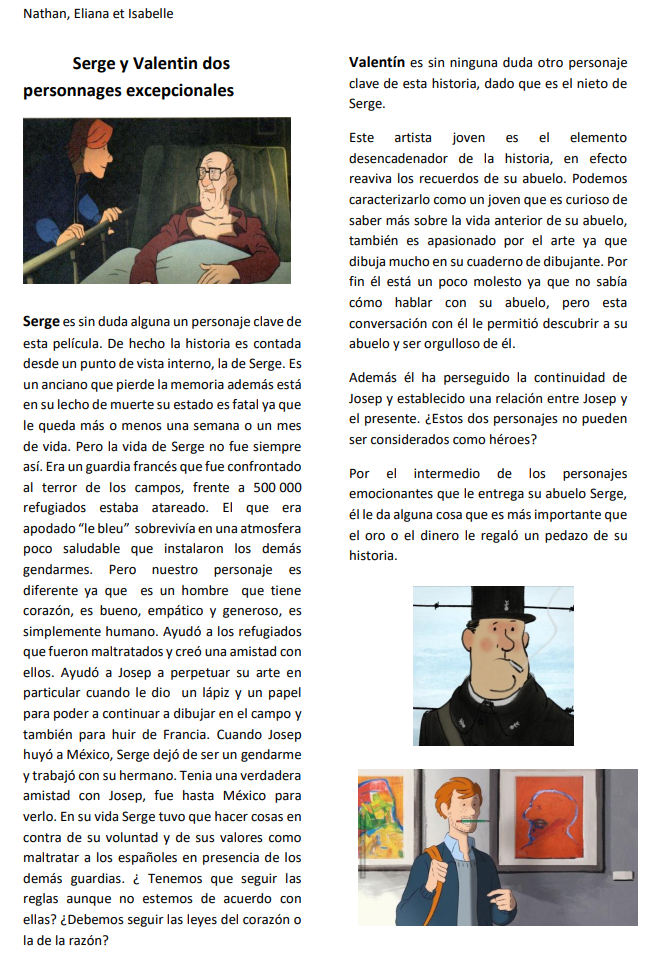 Nathan, Eliana et Isabelle
Serge y Valentin dos
personnages excepcionales
Serge es sin duda alguna un personaje clave de
esta película. De hecho la historia es contada
desde un punto de vista interno, la de Serge. Es
un anciano que pierde la memoria además está
en su lecho de muerte su estado es fatal ya que
le queda más o menos una semana o un mes
de vida. Pero la vida de Serge no fue siempre
así. Era un guardia francés que fue confrontado
al terror de los campos, frente a 500 000
refugiados estaba atareado. El que era
apodado “le bleu” sobrevivía en una atmosfera
poco saludable que instalaron los demás
gendarmes. Pero nuestro personaje es
diferente ya que es un hombre que tiene
corazón, es bueno, empático y generoso, es
simplemente humano. Ayudó a los refugiados
que fueron maltratados y creó una amistad con
ellos. Ayudó a Josep a perpetuar su arte en
particular cuando le dio un lápiz y un papel
para poder a continuar a dibujar en el campo y
también para huir de Francia. Cuando Josep
huyó a México, Serge dejó de ser un gendarme
y trabajó con su hermano. Tenia una verdadera
amistad con Josep, fue hasta México para
verlo. En su vida Serge tuvo que hacer cosas en
contra de su voluntad y de sus valores como
maltratar a los españoles en presencia de los
demás guardias. ¿ Tenemos que seguir las
reglas aunque no estemos de acuerdo con
ellas? ¿Debemos seguir las leyes del corazón o
la de la razón?
Valentín es sin ninguna duda otro personaje
clave de esta historia, dado que es el nieto de
Serge.
Este artista joven es el elemento
desencadenador de la historia, en efecto
reaviva los recuerdos de su abuelo. Podemos
caracterizarlo como un joven que es curioso de
saber más sobre la vida anterior de su abuelo,
también es apasionado por el arte ya que
dibuja mucho en su cuaderno de dibujante. Por
fin él está un poco molesto ya que no sabía
cómo hablar con su abuelo, pero esta
conversación con él le permitió descubrir a su
abuelo y ser orgulloso de él.
Además él ha perseguido la continuidad de
Josep y establecido una relación entre Josep y
el presente. ¿Estos dos personajes no pueden
ser considerados como héroes?
Por el intermedio de los personajes
emocionantes que le entrega su abuelo Serge,
él le da alguna cosa que es más importante que
el oro o el dinero le regaló un pedazo de su
historia.